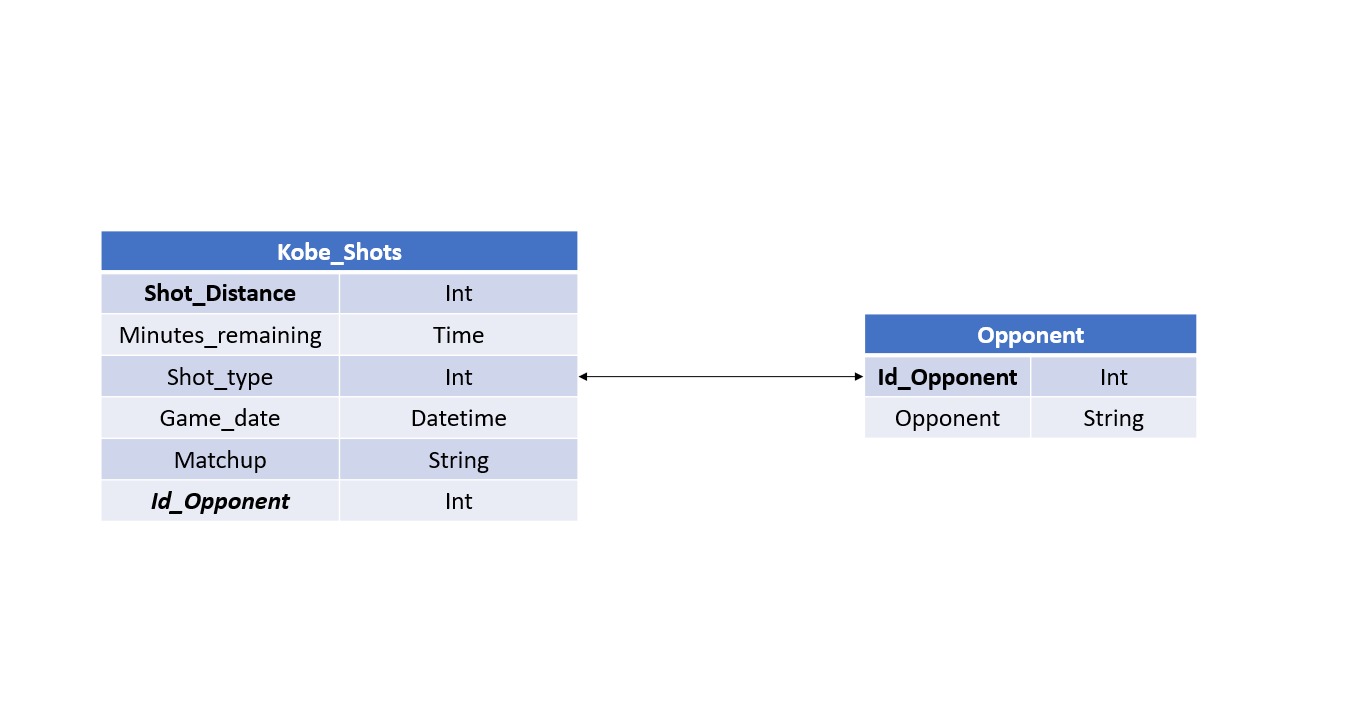 Kobe_Shots
Shot_Distance Int
Minutes_remaining Time
Shot_type Int
Game_date Datetime
Matchup String
Id_Opponent Int
Opponent
Id_Opponent Int
Opponent String